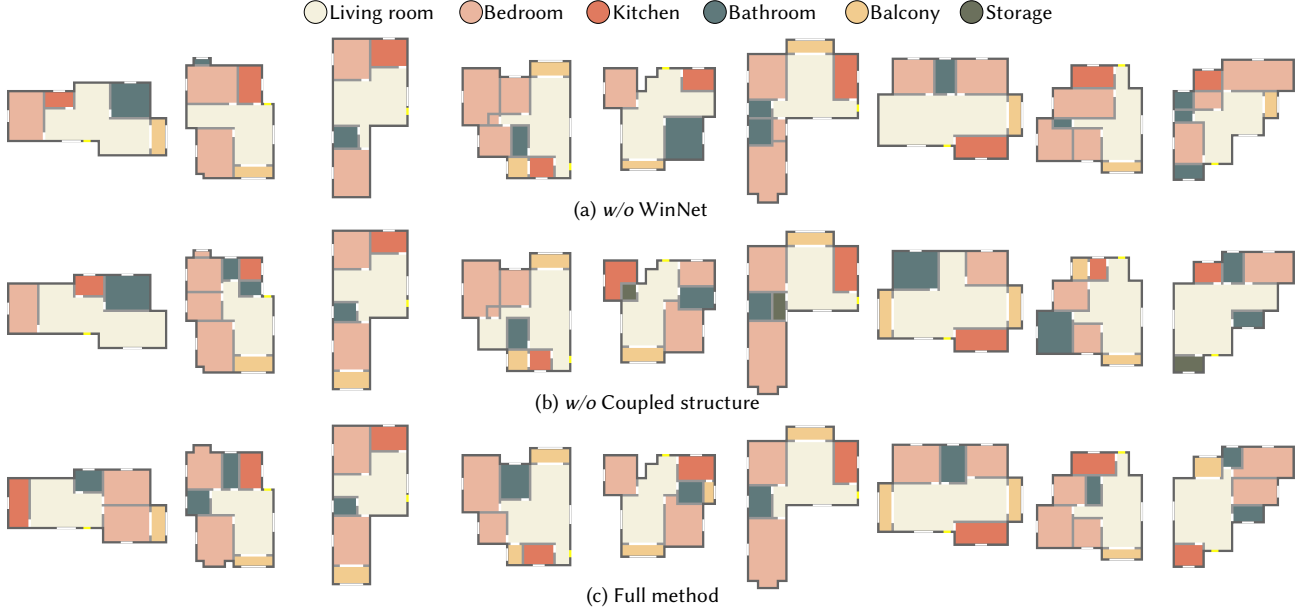 Living room Bedroom Kitchen Bathroom Balcony Storage
(a) w/o WinNet
(b) w/o Coupled structure
(c) Full method